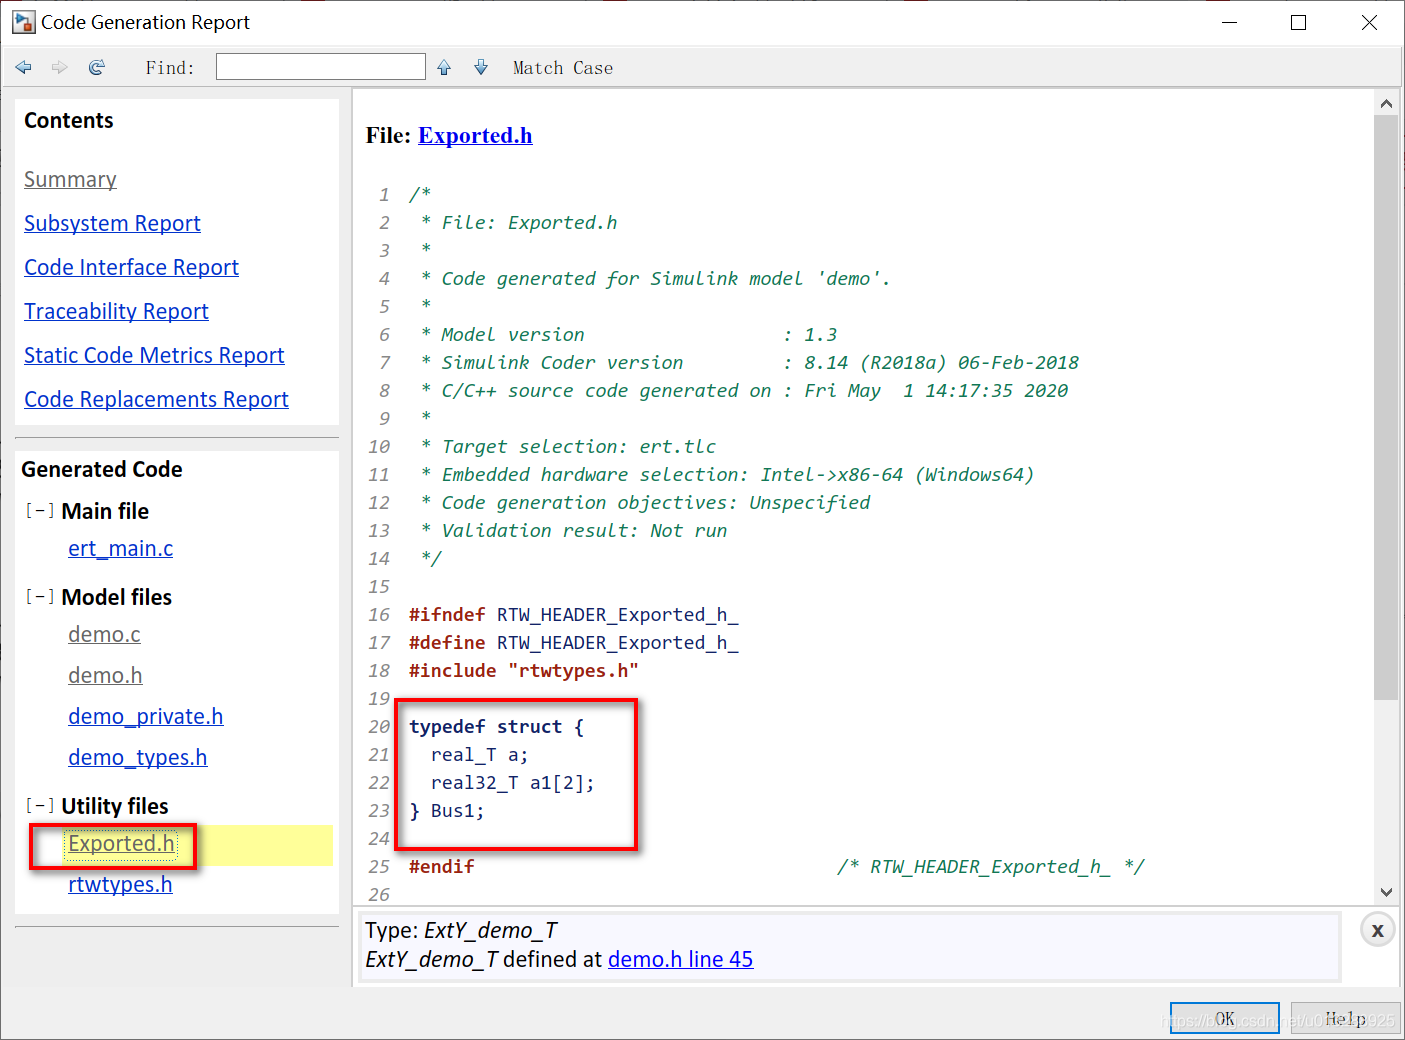 Code Generation Report
Find:
Match Case
Contents
Summary
Subsystem Report
Code Interface Report
Traceability Report
Static Code Metrics Report
Code Replacements Report
Generated Code
[-] Main file
ert_main.c
[-] Model files
demo.c
demo.h
demo_private.h
demo_types.h
[-] Utility files
Exported.h
rtwtypes.h
File: Exported.h
1 /*
2 * File: Exported.h
3 *
4 * Code generated for Simulink model 'demo'.
5 *
6 * Model version : 1.3
7 * Simulink Coder version : 8.14 (R2018a) 06-Feb-2018
8 * C/C++ source code generated on : Fri May  1 14:17:35 2020
9 *
10 * Target selection: ert.tlc
11 * Embedded hardware selection: Intel->x86-64 (Windows64)
12 * Code generation objectives: Unspecified
13 * Validation result: Not run
14 */
15
16 #ifndef RTW_HEADER_Exported_h_
17 #define RTW_HEADER_Exported_h_
18 #include "rtwtypes.h"
19
20 typedef struct {
21 real_T a;
22 real32_T a1[2];
23 } Bus1;
24
25 #endif /* RTW_HEADER_Exported_h_ */
26
Type: ExtY_demo_T
ExtY_demo_T defined at demo.h line 45
x
OK
Help